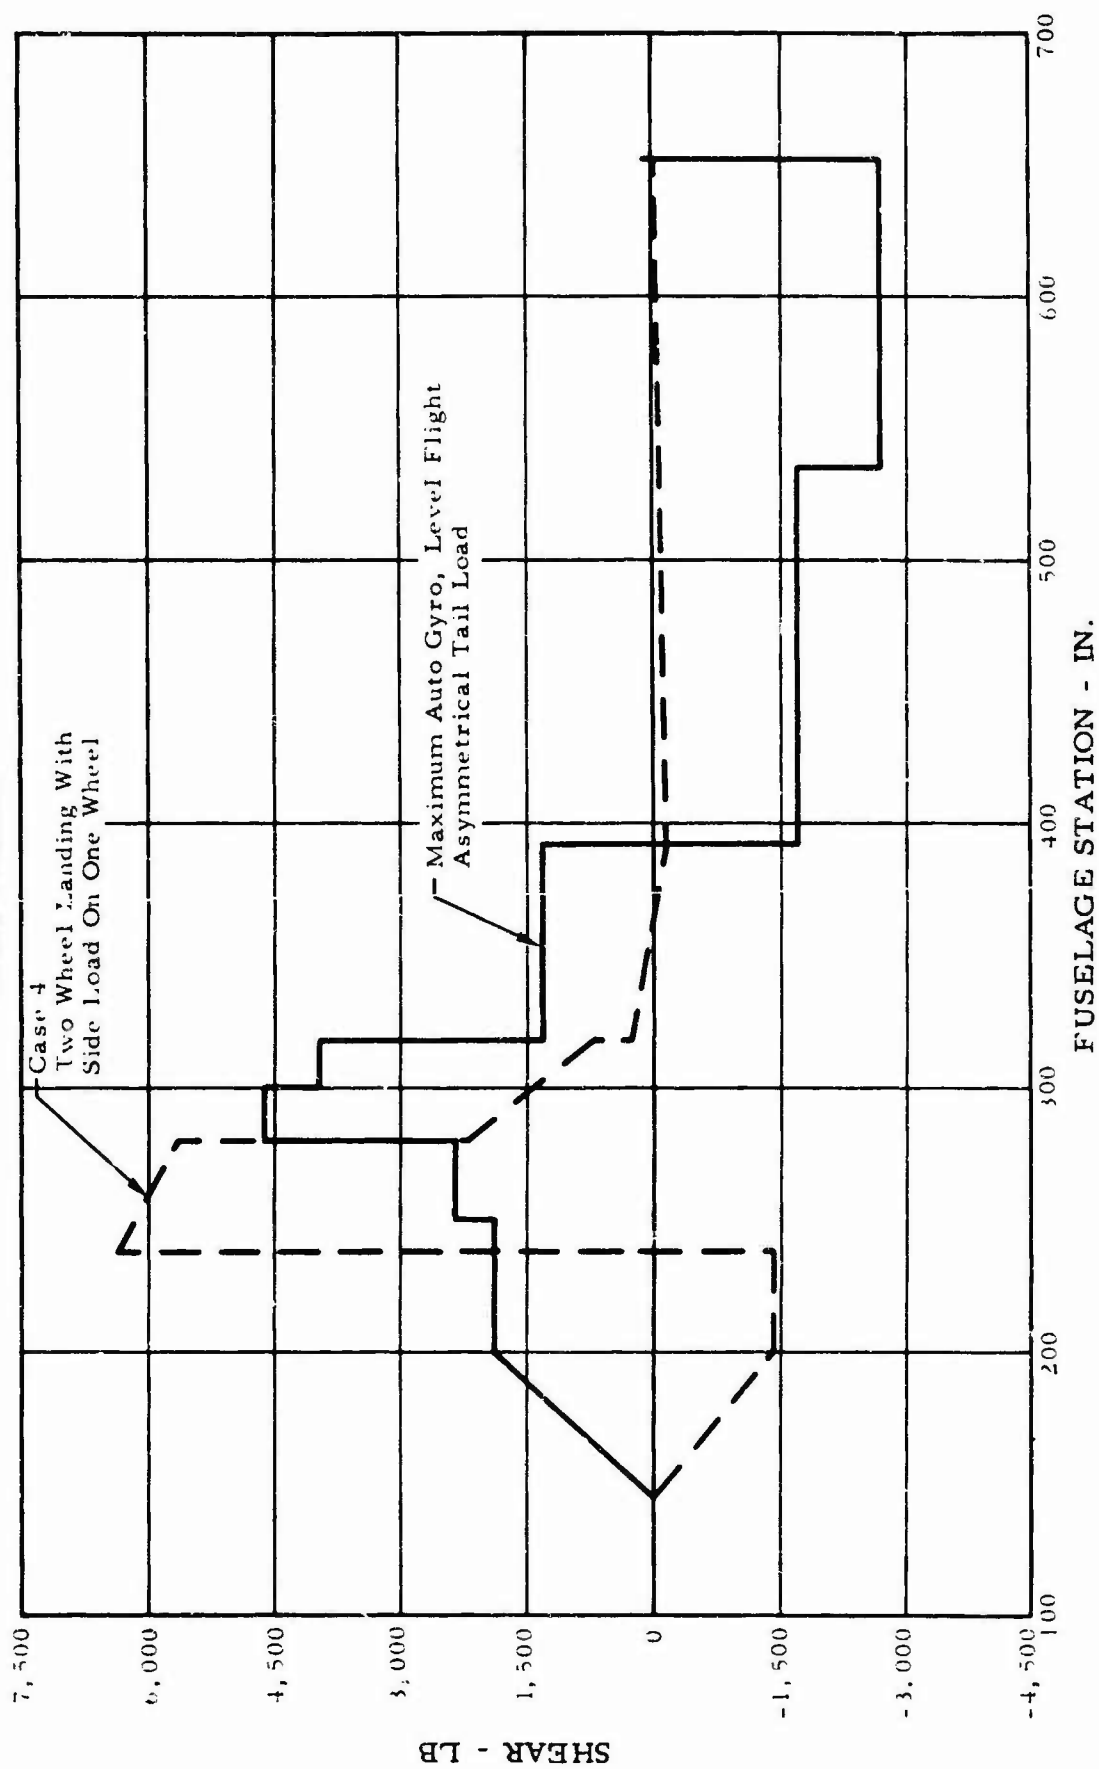 Case 4
Two Wheel Landing With
Side Load On One Wheel
Maximum Auto Gyro, Level Flight
Asymmetrical Tail Load
SHEAR - LB
7,500
6,000
4,500
3,000
1,500
0
-1,500
-3,000
-4,500
100
200
300
400
500
600
700
FUSELAGE STATION - IN.